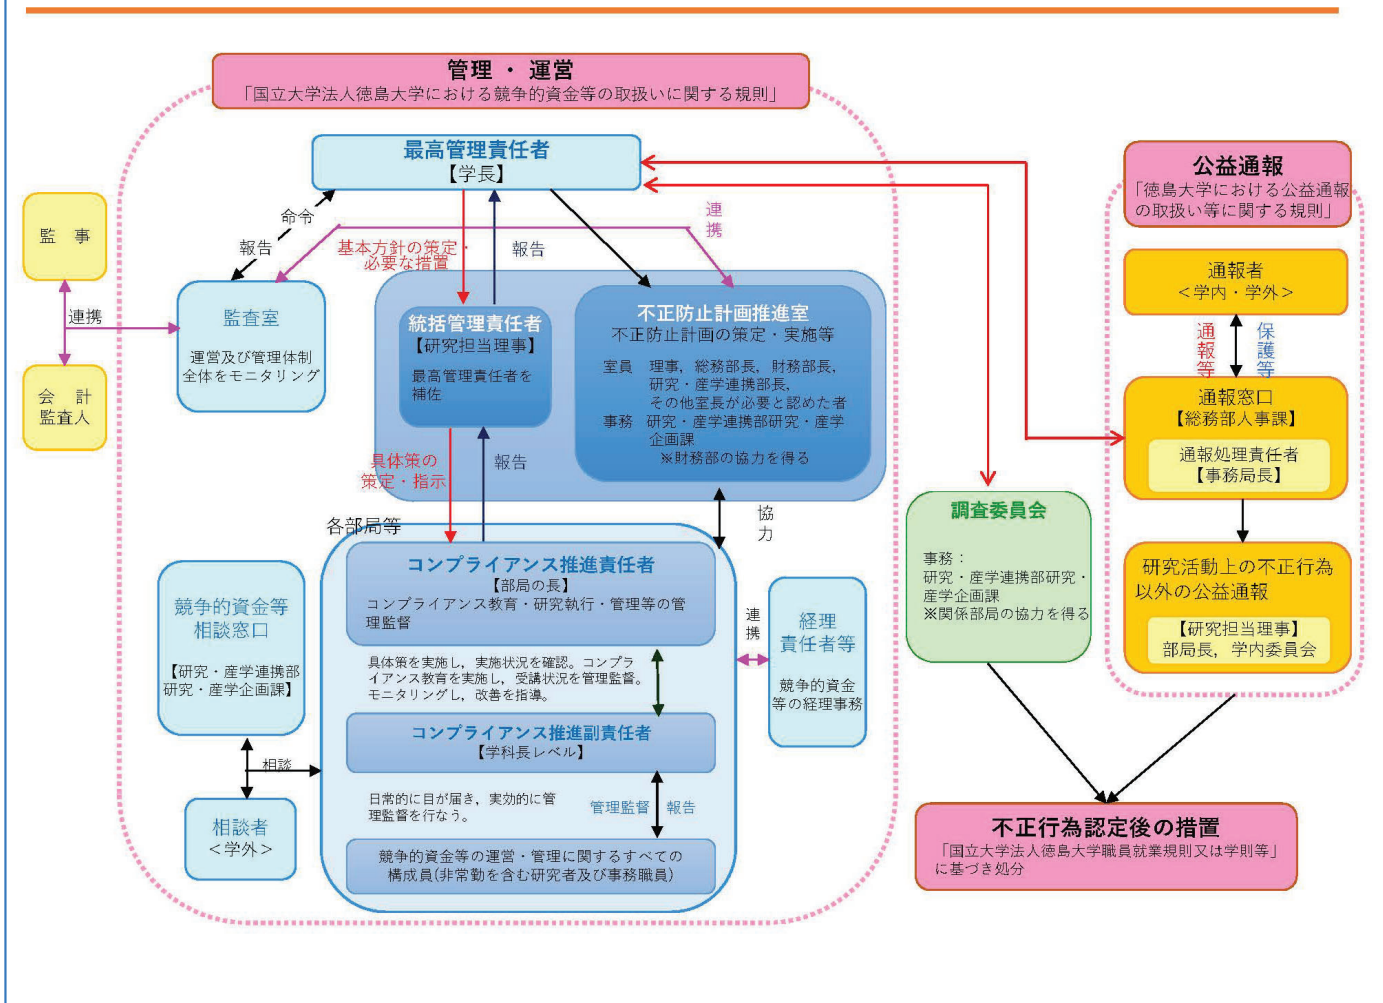 管理 ・ 運営
「国立大学法人徳島大学における競争的資金等の取扱いに関する規則」
最高管理責任者
【学長】
公益通報
「徳島大学における公益通報
の取扱い等に関する規則」
監　事
会　計
監査人
連携
命令
報告
連携
基本方針の策定・
必要な措置
報告
監査室
運営及び管理体制
全体をモニタリング
統括管理責任者
【研究担当理事】
最高管理責任者を
補佐
不正防止計画推進室
不正防止計画の策定・実施等
室員　理事，総務部長，財務部長，
研究・産学連携部長，
その他室長が必要と認めた者
事務　研究・産学連携部研究・産学
企画課
※財務部の協力を得る
具体策の
策定・指示
報告
協力
各部局等
コンプライアンス推進責任者
【部局の長】
コンプライアンス教育・研究執行・管理等の管
理監督
具体策を実施し，実施状況を確認。コンプラ
イアンス教育を実施し，受講状況を管理監督。
モニタリングし，改善を指導。
コンプライアンス推進副責任者
【学科長レベル】
日常的に目が届き，実効的に管
理監督を行なう。
管理監督
報告
競争的資金等の運営・管理に関するすべての
構成員(非常勤を含む研究者及び事務職員)
競争的資金等
相談窓口
【研究・産学連携部
研究・産学企画課】
相談
相談者
＜学外＞
連携
経理
責任者等
競争的資金
等の経理事務
通報者
＜学内・学外＞
通報等
保護等
通報窓口
【総務部人事課】
通報処理責任者
【事務局長】
研究活動上の不正行為
以外の公益通報
【研究担当理事】
部局長，学内委員会
調査委員会
事務：
研究・産学連携部研究・
産学企画課
※関係部局の協力を得る
不正行為認定後の措置
「国立大学法人徳島大学職員就業規則又は学則等」
に基づき処分